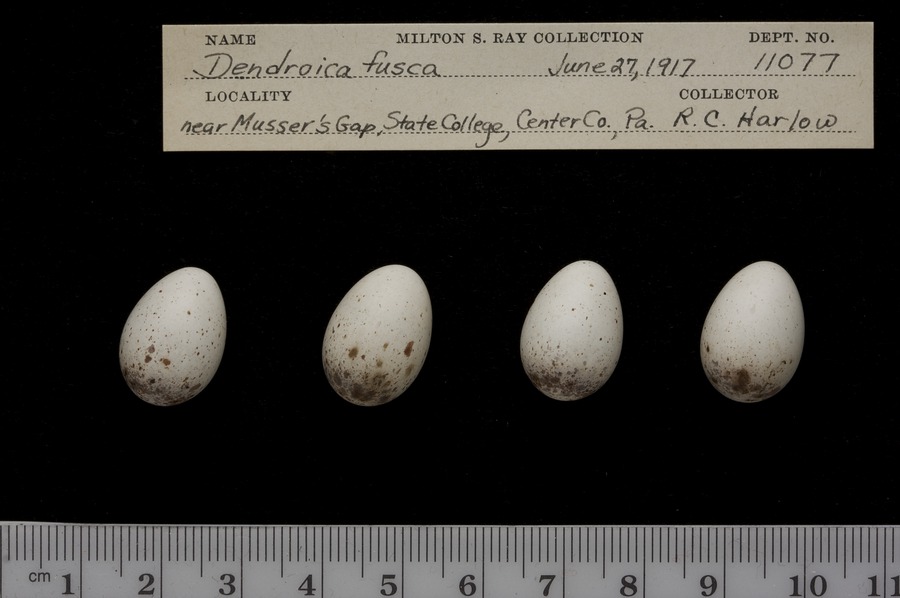 NAME MILTON S. RAY COLLECTION DEPT. NO.
Dendroica fusca June 27, 1917 11077
LOCALITY COLLECTOR
near Musser's Gap, State College, Center Co., Pa. R. C. Harlow
cm 1 2 3 4 5 6 7 8 9 10 11